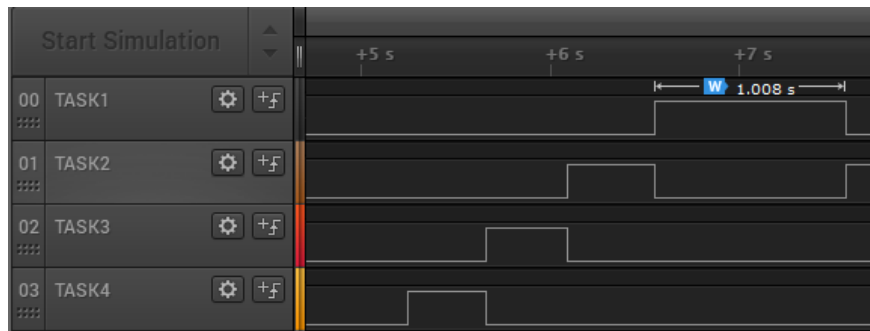 Start Simulation
+5 s +6 s +7 s
00 TASK1 W 1.008 s
01 TASK2
02 TASK3
03 TASK4